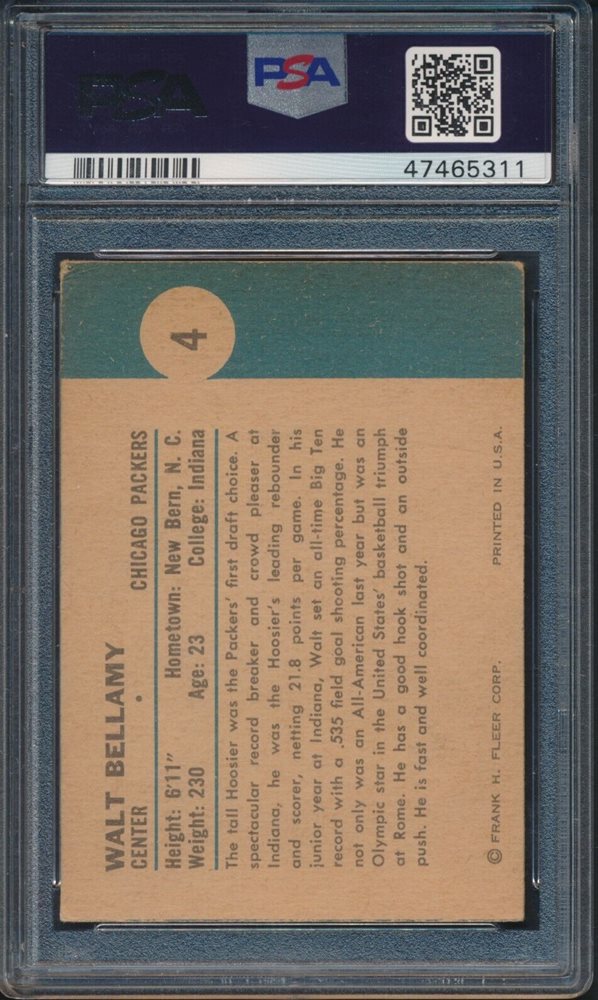 PSA
PSA
47465311
4
WALT BELLAMY
CENTER • CHICAGO PACKERS
Height: 6'11" Hometown: New Bern, N. C.
Weight: 230 Age: 23 College: Indiana
The tall Hoosier was the Packers' first draft choice. A
spectacular record breaker and crowd pleaser at
Indiana, he was the Hoosier's leading rebounder
and scorer, netting 21.8 points per game. In his
junior year at Indiana, Walt set an all-time Big Ten
record with a .535 field goal shooting percentage. He
not only was an All-American last year but was an
Olympic star in the United States' basketball triumph
at Rome. He has a good hook shot and an outside
push. He is fast and well coordinated.
© FRANK H. FLEER CORP. PRINTED IN U.S.A.